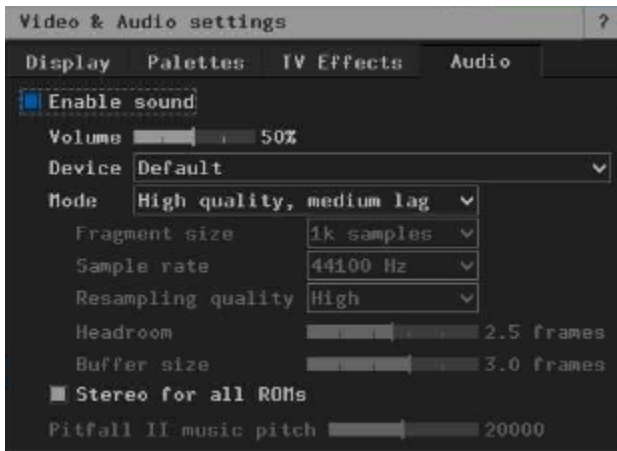 Video & Audio settings ?
Display Palettes TV Effects Audio
Enable sound
Volume 50%
Device Default
Mode High quality, medium lag
Fragment size 1k samples
Sample rate 44100 Hz
Resampling quality High
Headroom 2.5 frames
Buffer size 3.0 frames
Stereo for all ROMs
Pitfall II music pitch 20000